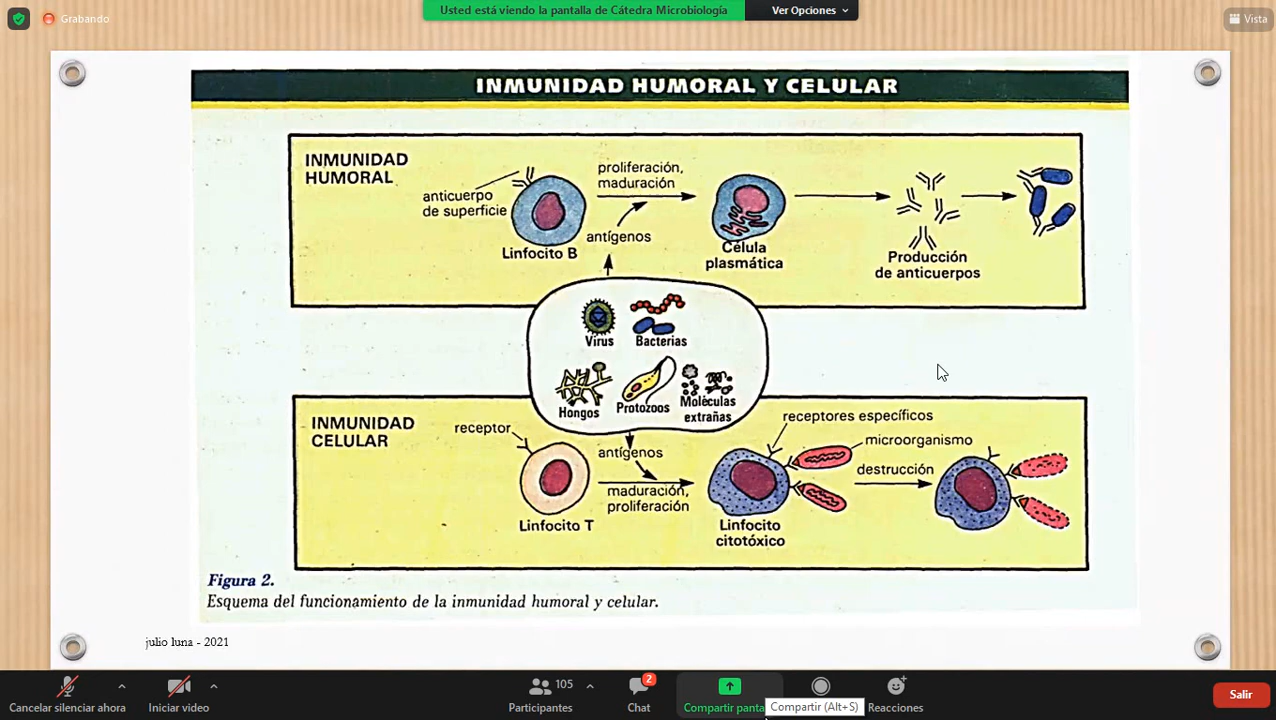 Grabando
Usted está viendo la pantalla de Cátedra Microbiología
Ver Opciones
Vista
INMUNIDAD HUMORAL Y CELULAR
INMUNIDAD
HUMORAL
anticuerpo
de superficie
Linfocito B
proliferación,
maduración
antígenos
Célula
plasmática
Producción
de anticuerpos
Virus
Bacterias
Hongos
Protozoos
Moléculas
extrañas
INMUNIDAD
CELULAR
receptor
Linfocito T
antígenos
maduración,
proliferación
receptores específicos
microorganismo
destrucción
Linfocito
citotóxico
Figura 2.
Esquema del funcionamiento de la inmunidad humoral y celular.
julio luna - 2021
Cancelar silenciar ahora
Iniciar video
105
Participantes
2
Chat
Compartir panta
Compartir (Alt+S)
Reacciones
Salir